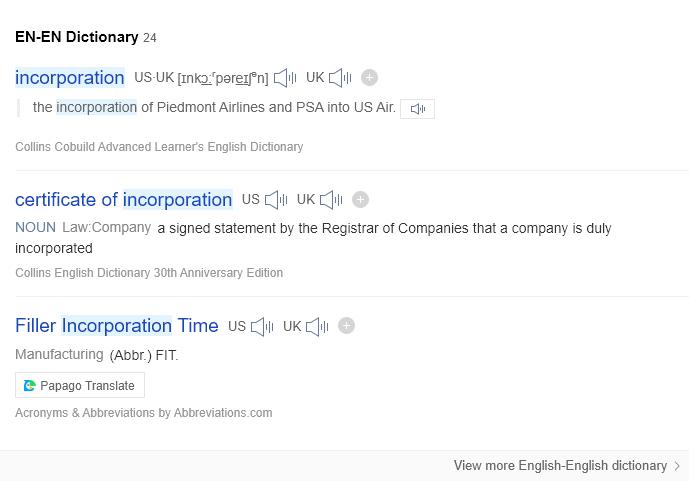 EN-EN Dictionary 24
incorporation US·UK [ɪnkɔːʳpəreɪʃᵊn] UK
the incorporation of Piedmont Airlines and PSA into US Air.
Collins Cobuild Advanced Learner's English Dictionary
certificate of incorporation US UK
NOUN Law:Company a signed statement by the Registrar of Companies that a company is duly
incorporated
Collins English Dictionary 30th Anniversary Edition
Filler Incorporation Time US UK
Manufacturing (Abbr.) FIT.
Papago Translate
Acronyms & Abbreviations by Abbreviations.com
View more English-English dictionary